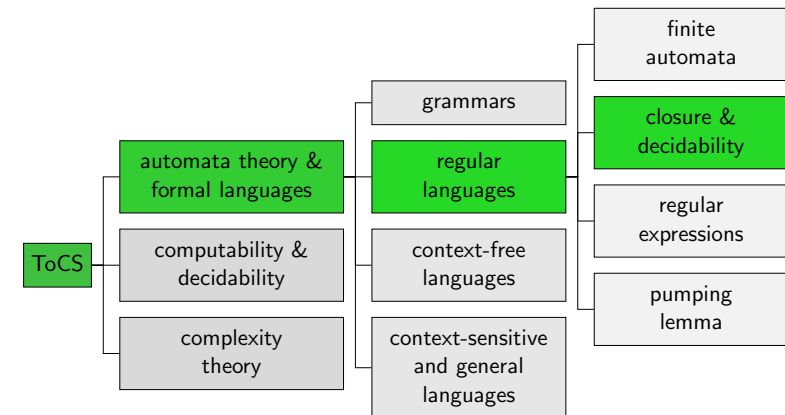 ToCS
automata theory &
formal languages
computability &
decidability
complexity
theory
grammars
regular
languages
context-free
languages
context-sensitive
and general
languages
finite
automata
closure &
decidability
regular
expressions
pumping
lemma